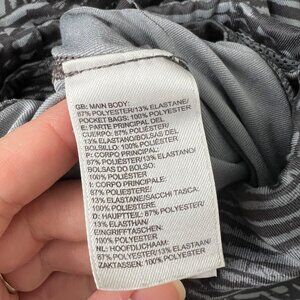 GB: MAIN BODY:
87% POLYESTER/13% ELASTANE/
POCKET BAGS: 100% POLYESTER
E: PARTE PRINCIPAL DEL
CUERPO: 87% POLIÉSTER/
13% ELASTANO/BOLSAS DEL
BOLSILLO: 100% POLIÉSTER
P: CORPO PRINCIPAL:
87% POLIÉSTER/13% ELASTANO/
BOLSAS DO BOLSO:
100% POLIÉSTER
I: CORPO PRINCIPALE:
87% POLIESTERE/
13% ELASTANE/SACCHI TASCA:
100% POLIESTERE
D: HAUPTTEIL: 87% POLYESTER/
13% ELASTHAN/
EINGRIFFTASCHEN:
100% POLYESTER
NL: HOOFDLICHAAM:
87% POLYESTER/13% ELASTAAN/
ZAKTASSEN: 100% POLYESTER